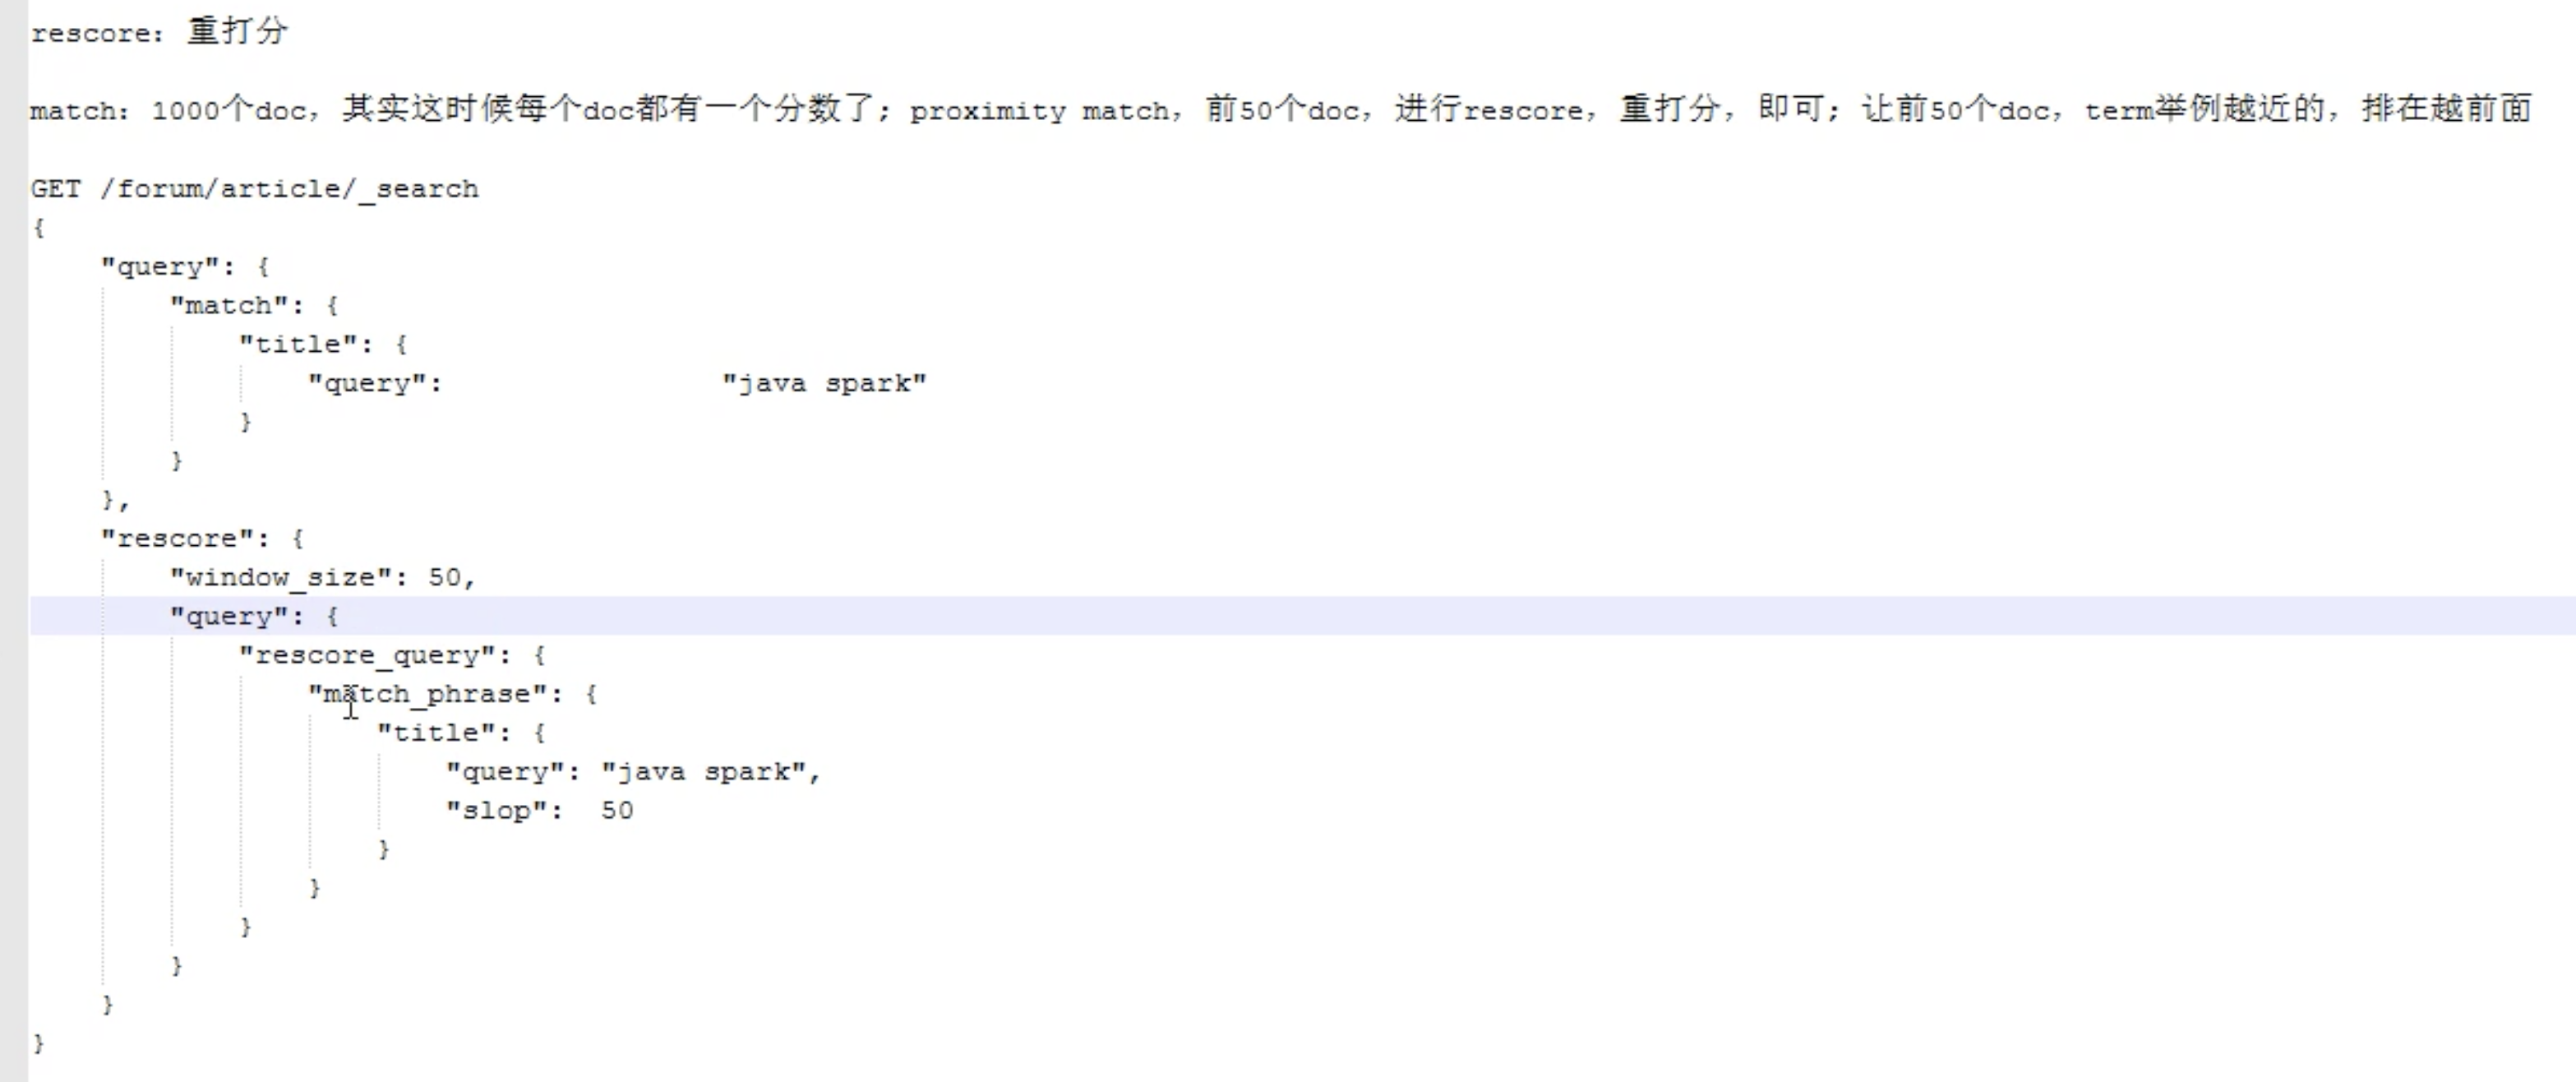 rescore：重打分
match：1000个doc，其实这时候每个doc都有一个分数了；proximity match，前50个doc，进行rescore，重打分，即可；让前50个doc，term举例越近的，排在越前面
GET /forum/article/_search
{
    "query": {
        "match": {
            "title": {
                "query":                "java spark"
            }
        }
    },
    "rescore": {
        "window_size": 50,
        "query": {
            "rescore_query": {
                "match_phrase": {
                    "title": {
                        "query": "java spark",
                        "slop":  50
                    }
                }
            }
        }
    }
}